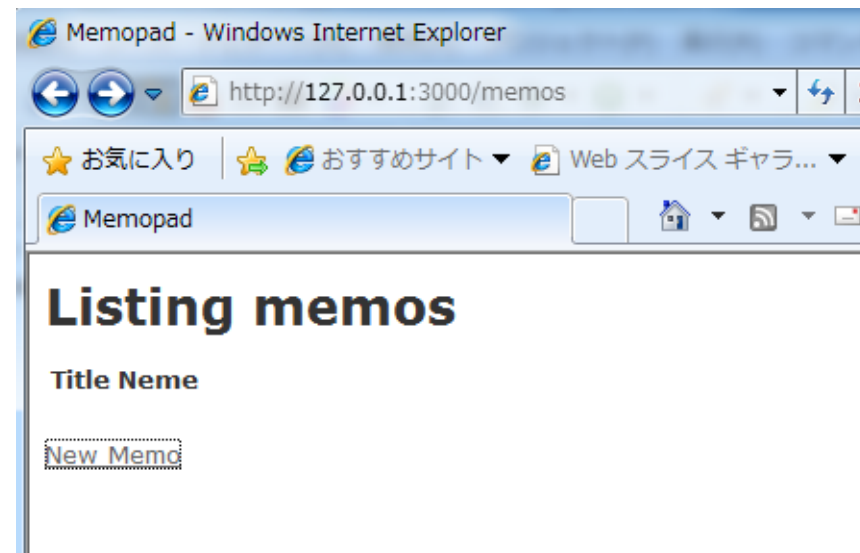 Memopad - Windows Internet Explorer
http://127.0.0.1:3000/memos
お気に入り おすすめサイト Web スライス ギャラ...
Memopad
Listing memos
Title Neme
New Memo